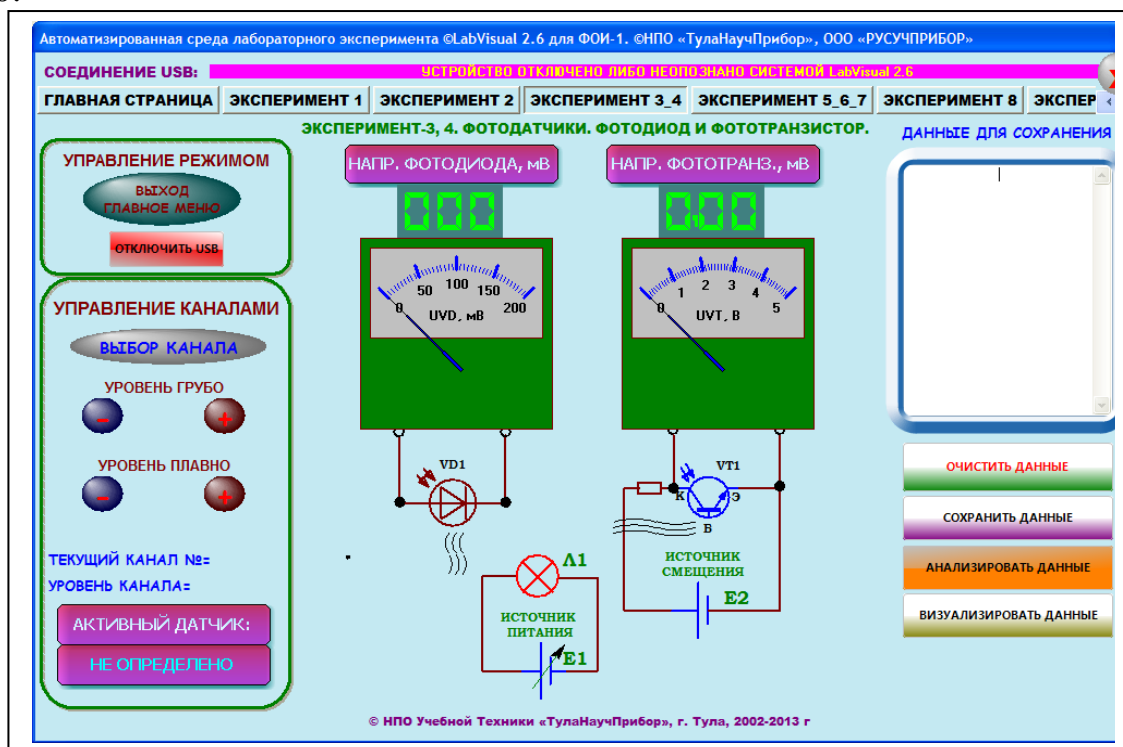 Автоматизированная среда лабораторного эксперимента ©LabVisual 2.6 для ФОИ-1. ©НПО «ТулаНаучПрибор», ООО «РУСУЧПРИБОР»
СОЕДИНЕНИЕ USB: УСТРОЙСТВО ОТКЛЮЧЕНО ЛИБО НЕОПОЗНАНО СИСТЕМОЙ LabVisual 2.6
ГЛАВНАЯ СТРАНИЦА ЭКСПЕРИМЕНТ 1 ЭКСПЕРИМЕНТ 2 ЭКСПЕРИМЕНТ 3_4 ЭКСПЕРИМЕНТ 5_6_7 ЭКСПЕРИМЕНТ 8 ЭКСПЕР
ЭКСПЕРИМЕНТ-3, 4. ФОТОДАТЧИКИ. ФОТОДИОД И ФОТОТРАНЗИСТОР.
УПРАВЛЕНИЕ РЕЖИМОМ
ВЫХОД
ГЛАВНОЕ МЕНЮ
ОТКЛЮЧИТЬ USB
УПРАВЛЕНИЕ КАНАЛАМИ
ВЫБОР КАНАЛА
УРОВЕНЬ ГРУБО
- +
УРОВЕНЬ ПЛАВНО
- +
ТЕКУЩИЙ КАНАЛ №=
УРОВЕНЬ КАНАЛА=
АКТИВНЫЙ ДАТЧИК:
НЕ ОПРЕДЕЛЕНО
НАПР. ФОТОДИОДА, мВ
000
0 50 100 150 200
UVD, мВ
VD1
НАПР. ФОТОТРАНЗ., мВ
0,00
0 1 2 3 4 5
UVT, В
VT1
К Э
В
ИСТОЧНИК
СМЕЩЕНИЯ
E2
Л1
ИСТОЧНИК
ПИТАНИЯ
E1
ДАННЫЕ ДЛЯ СОХРАНЕНИЯ
ОЧИСТИТЬ ДАННЫЕ
СОХРАНИТЬ ДАННЫЕ
АНАЛИЗИРОВАТЬ ДАННЫЕ
ВИЗУАЛИЗИРОВАТЬ ДАННЫЕ
© НПО Учебной Техники «ТулаНаучПрибор», г. Тула, 2002-2013 г